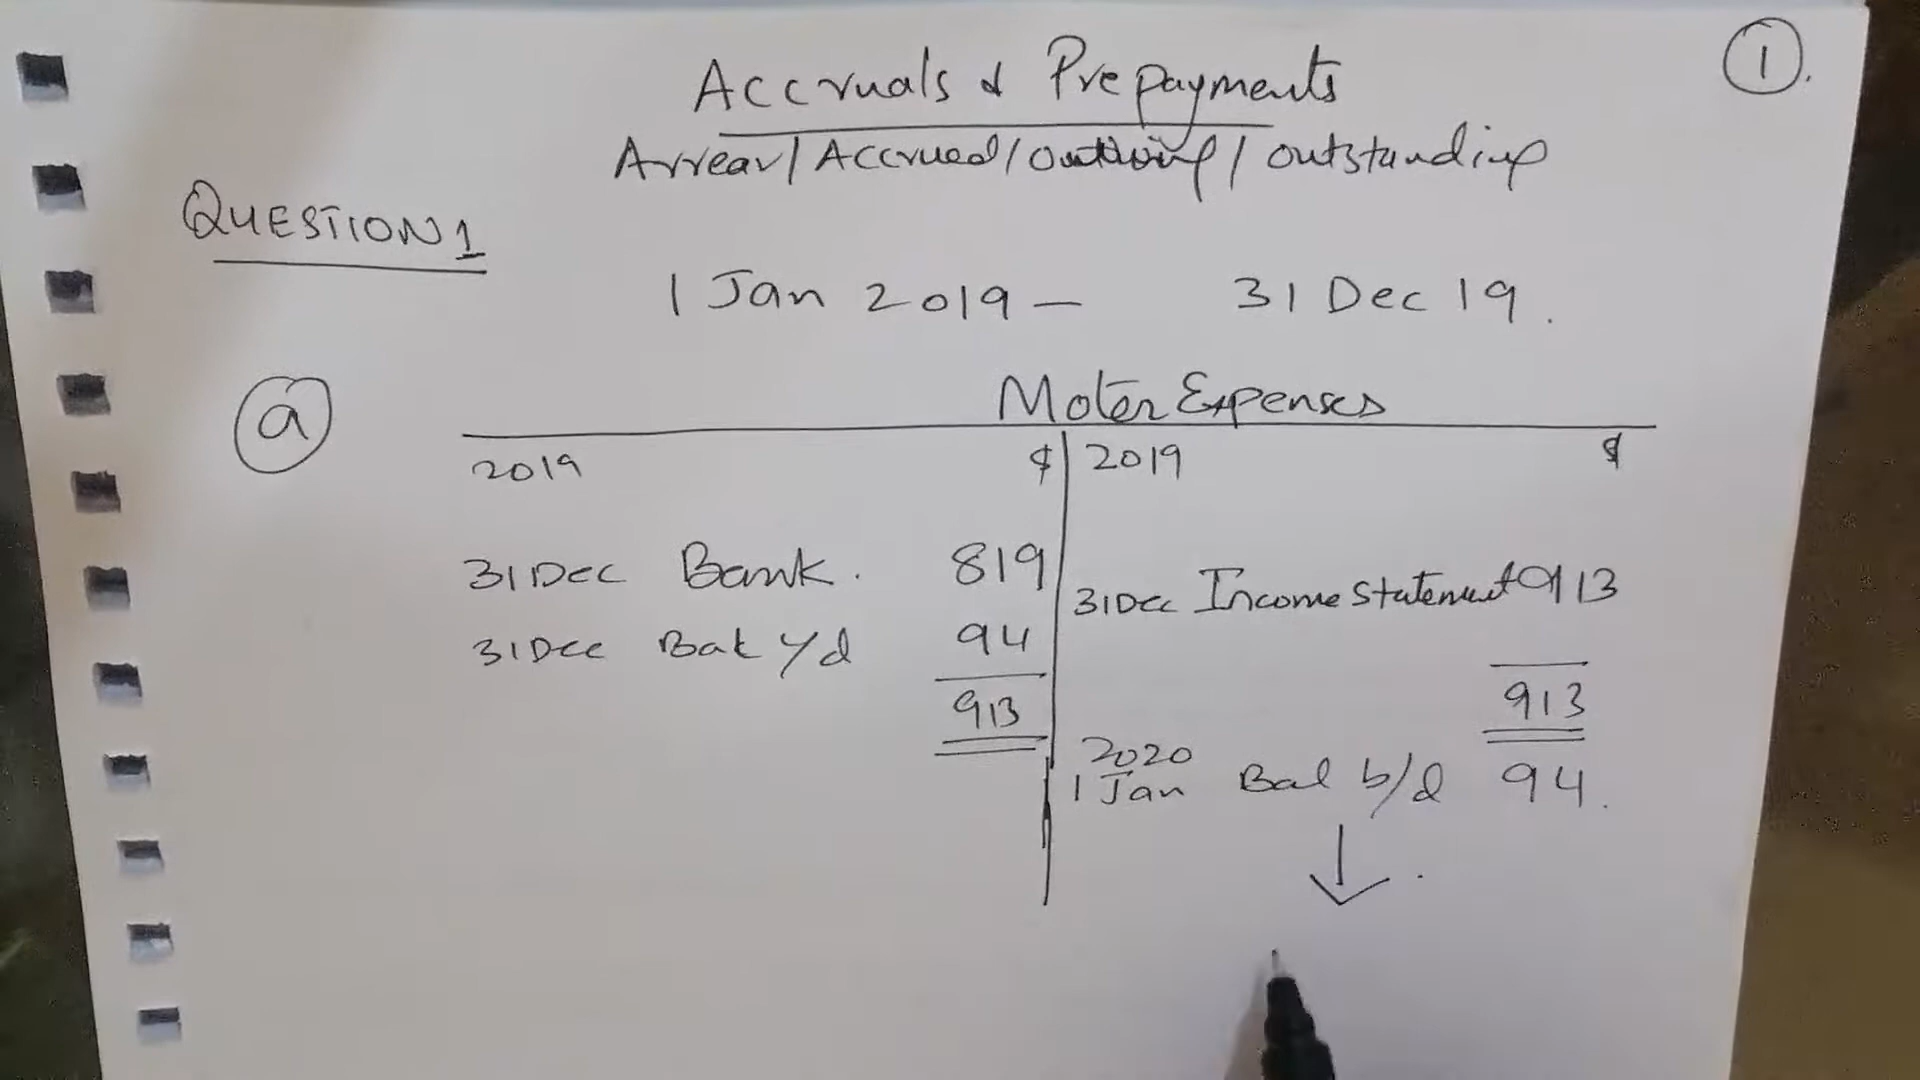 ①.
Accruals & Prepayments
Arrear/Accrued/Outstanding
QUESTION 1
1 Jan 2019 — 31 Dec 19.
ⓐ
Motor Expenses
2019 $ 2019 $
31 Dec Bank. 819 31 Dec Income Statement 913
31 Dec Bal c/d 94
913 913
2020
1 Jan Bal b/d 94.